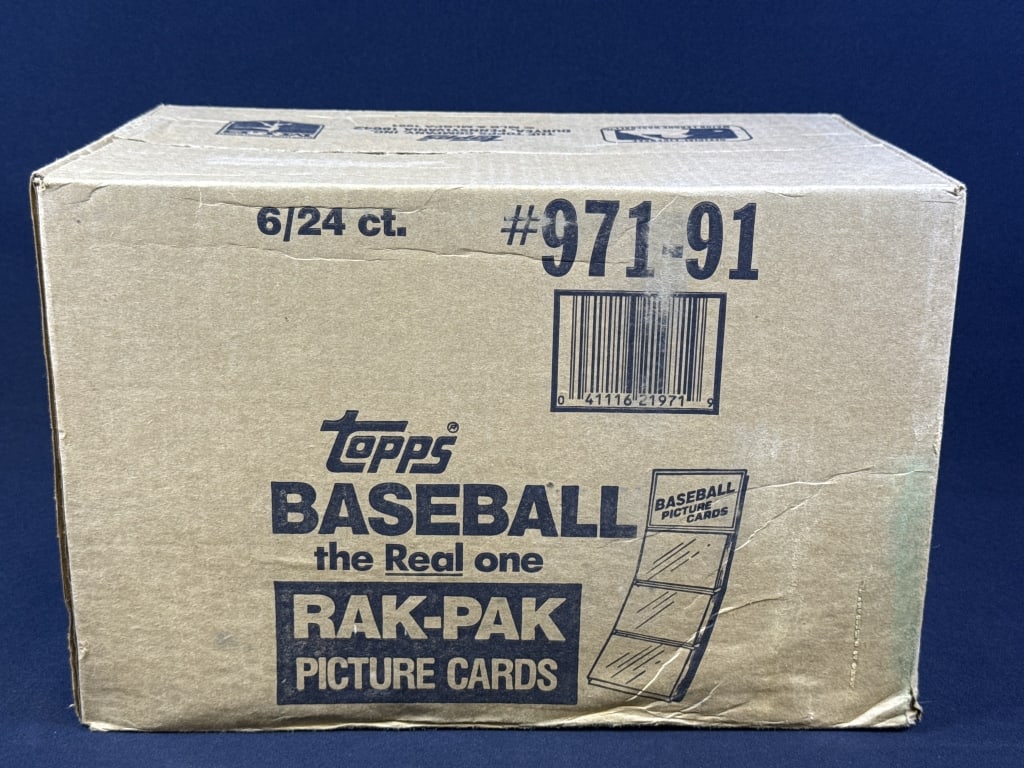 6/24 ct.
#971-91
0 41116 21971 9
topps®
BASEBALL
the Real one
RAK-PAK
PICTURE CARDS
BASEBALL
PICTURE
CARDS